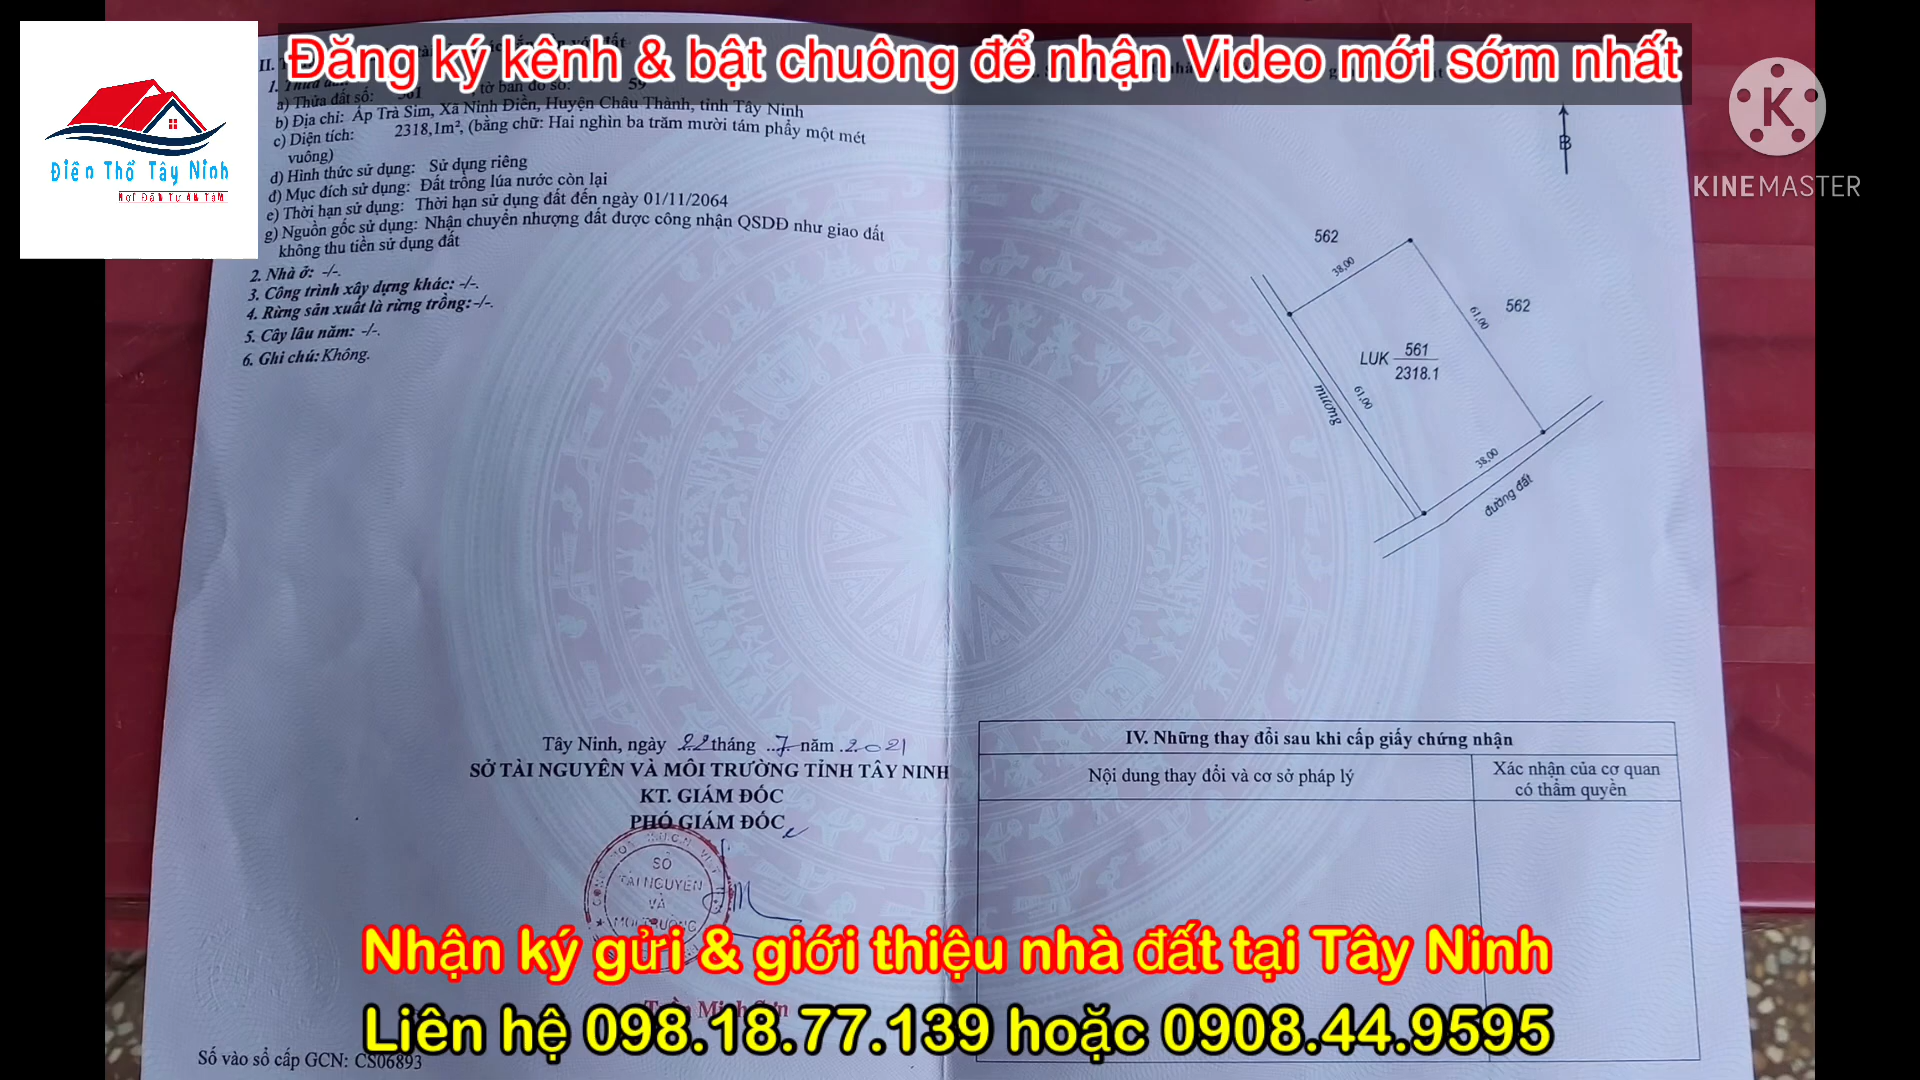 Đăng ký kênh & bật chuông để nhận Video mới sớm nhất
Điền Thổ Tây Ninh
Nơi Đầu Tư An Tâm
KINEMASTER
II.
a) Thửa đất số: 561 , tờ bản đồ số: 59
b) Địa chỉ: Ấp Trà Sim, Xã Ninh Điền, Huyện Châu Thành, tỉnh Tây Ninh
c) Diện tích: 2318,1m², (bằng chữ: Hai nghìn ba trăm mười tám phẩy một mét
vuông)
d) Hình thức sử dụng: Sử dụng riêng
đ) Mục đích sử dụng: Đất trồng lúa nước còn lại
e) Thời hạn sử dụng: Thời hạn sử dụng đất đến ngày 01/11/2064
g) Nguồn gốc sử dụng: Nhận chuyển nhượng đất được công nhận QSDĐ như giao đất
không thu tiền sử dụng đất
2. Nhà ở: -/-.
3. Công trình xây dựng khác: -/-.
4. Rừng sản xuất là rừng trồng:-/-.
5. Cây lâu năm: -/-.
6. Ghi chú: Không.
B
562
38,00
562
61,00
LUK 561
2318.1
61,00
mương
38,00
đường đất
Tây Ninh, ngày 22 tháng 7 năm 2021
SỞ TÀI NGUYÊN VÀ MÔI TRƯỜNG TỈNH TÂY NINH
KT. GIÁM ĐỐC
PHÓ GIÁM ĐỐC
SỞ
TÀI NGUYÊN
VÀ
MÔI TRƯỜNG
IV. Những thay đổi sau khi cấp giấy chứng nhận
Nội dung thay đổi và cơ sở pháp lý
Xác nhận của cơ quan
có thẩm quyền
Nhận ký gửi & giới thiệu nhà đất tại Tây Ninh
Liên hệ 098.18.77.139 hoặc 0908.44.9595
Số vào sổ cấp GCN: CS06893